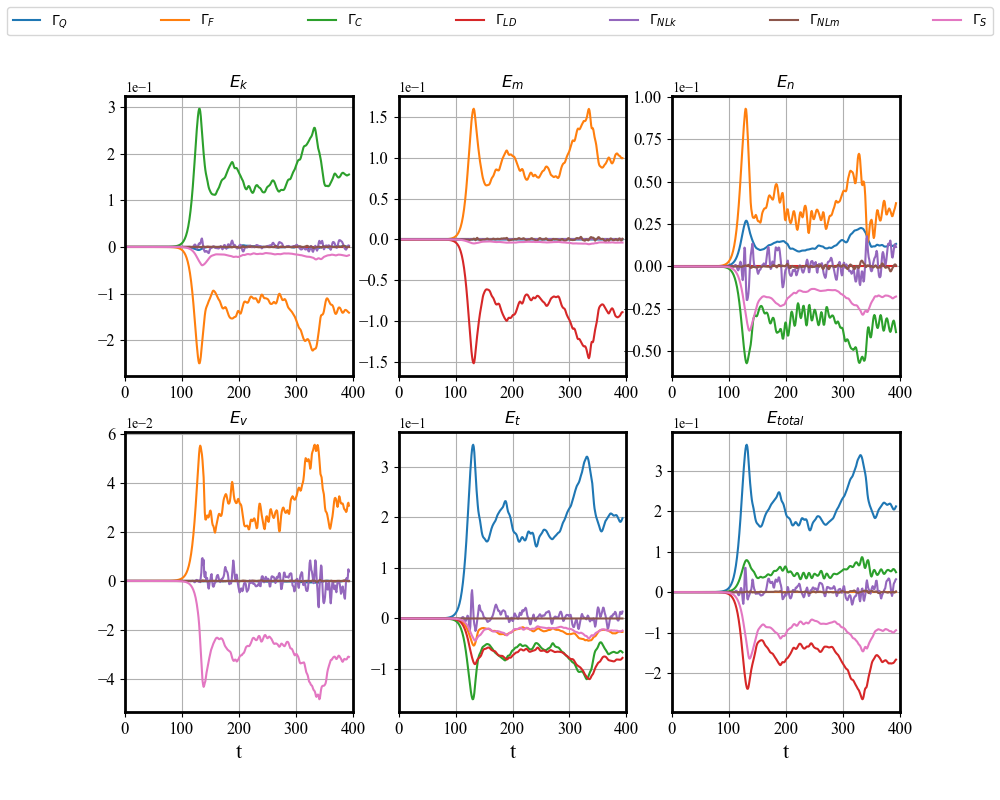 Γ_Q Γ_F Γ_C Γ_LD Γ_NLk Γ_NLm Γ_S
E_k E_m E_n
1e−1 1e−1 1e−1
3 2 1 0 −1 −2
1.5 1.0 0.5 0.0 −0.5 −1.0 −1.5
1.00 0.75 0.50 0.25 0.00 −0.25 −0.50
0 100 200 300 400 0 100 200 300 400 0 100 200 300 400
E_v E_t E_total
1e−2 1e−1 1e−1
6 4 2 0 −2 −4
3 2 1 0 −1
3 2 1 0 −1 −2
0 100 200 300 400 0 100 200 300 400 0 100 200 300 400
t t t